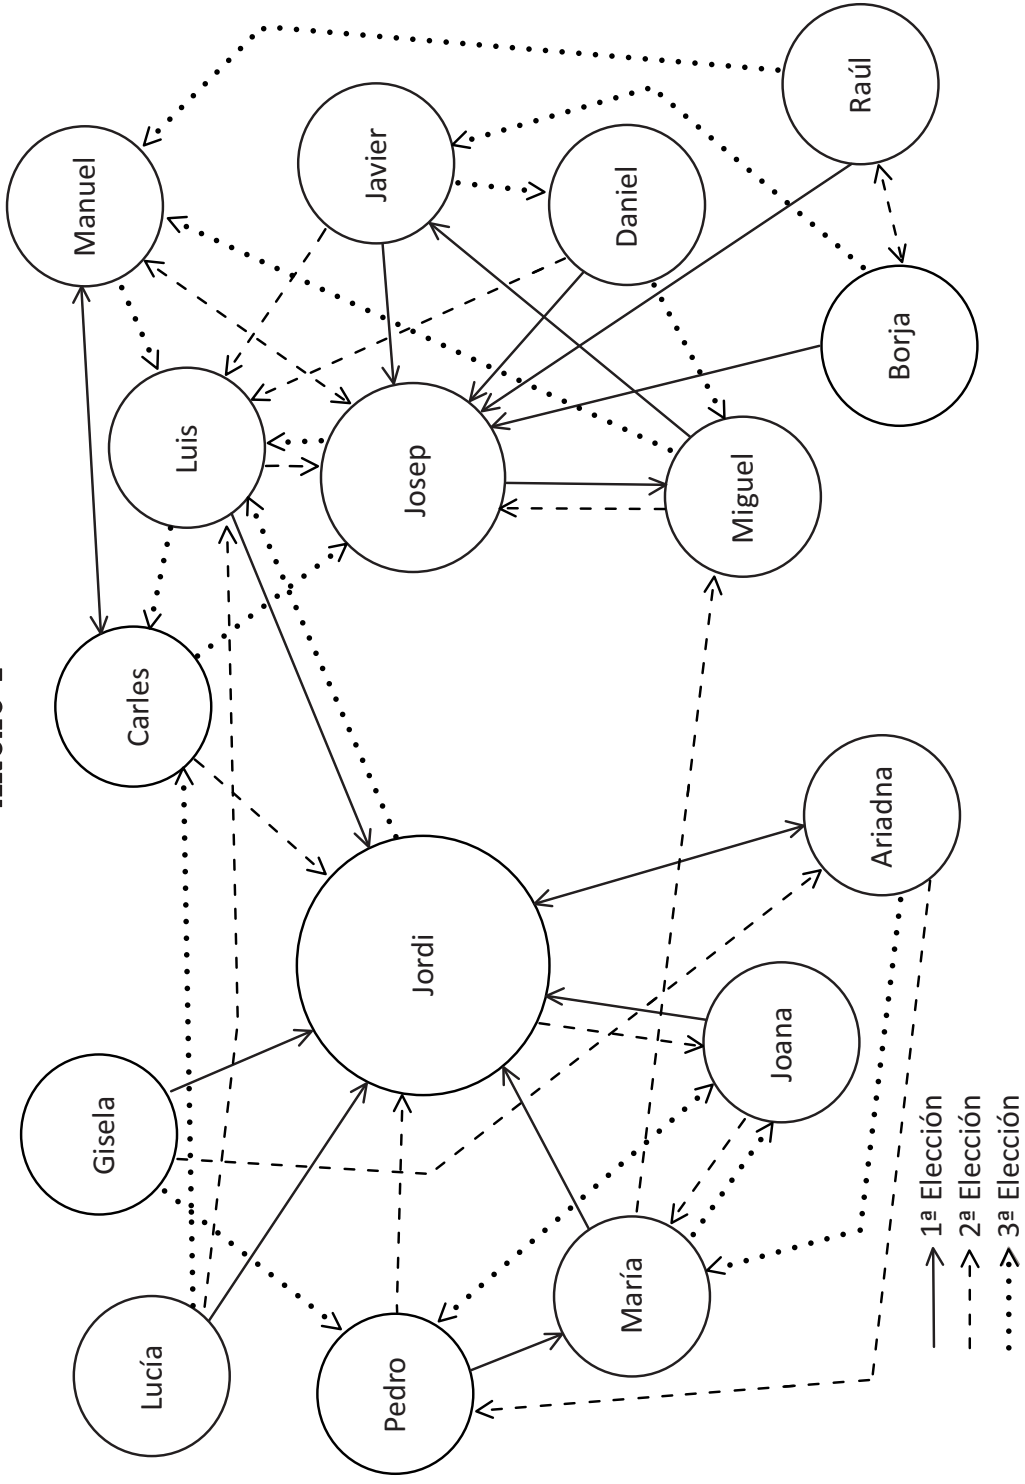 Manuel
Gisela
Carles
Lucía
Luis
Javier
Pedro
Josep
Jordi
Daniel
María
Miguel
Joana
Raúl
Ariadna
Borja
1ª Elección
2ª Elección
3ª Elección